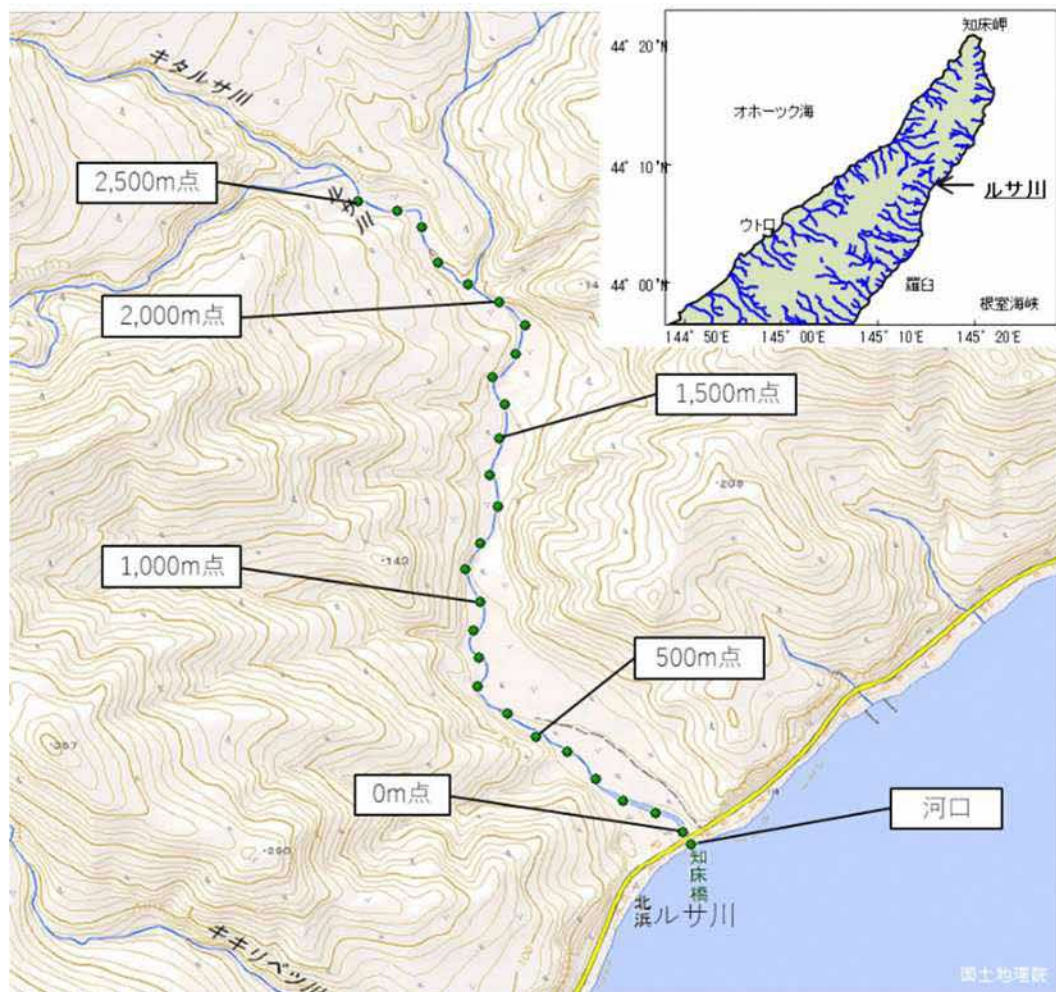 キタルサ川
2,500m点
ルサ川
2,000m点
1,500m点
1,000m点
500m点
0m点
河口
知床橋
北浜
ルサ川
キキリベツ川
国土地理院
・208
・140
・367
・290
知床岬
44° 20′N
オホーツク海
44° 10′N
ルサ川
ウトロ
羅臼
44° 00′N
根室海峡
144° 50′E
145° 00′E
145° 10′E
145° 20′E